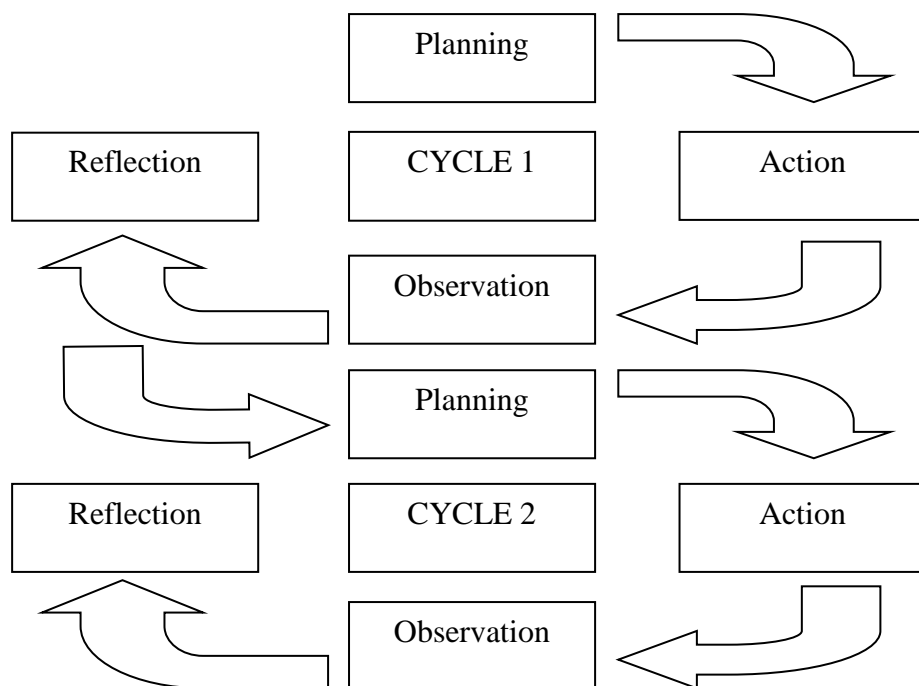 Planning
Reflection
CYCLE 1
Action
Observation
Planning
Reflection
CYCLE 2
Action
Observation